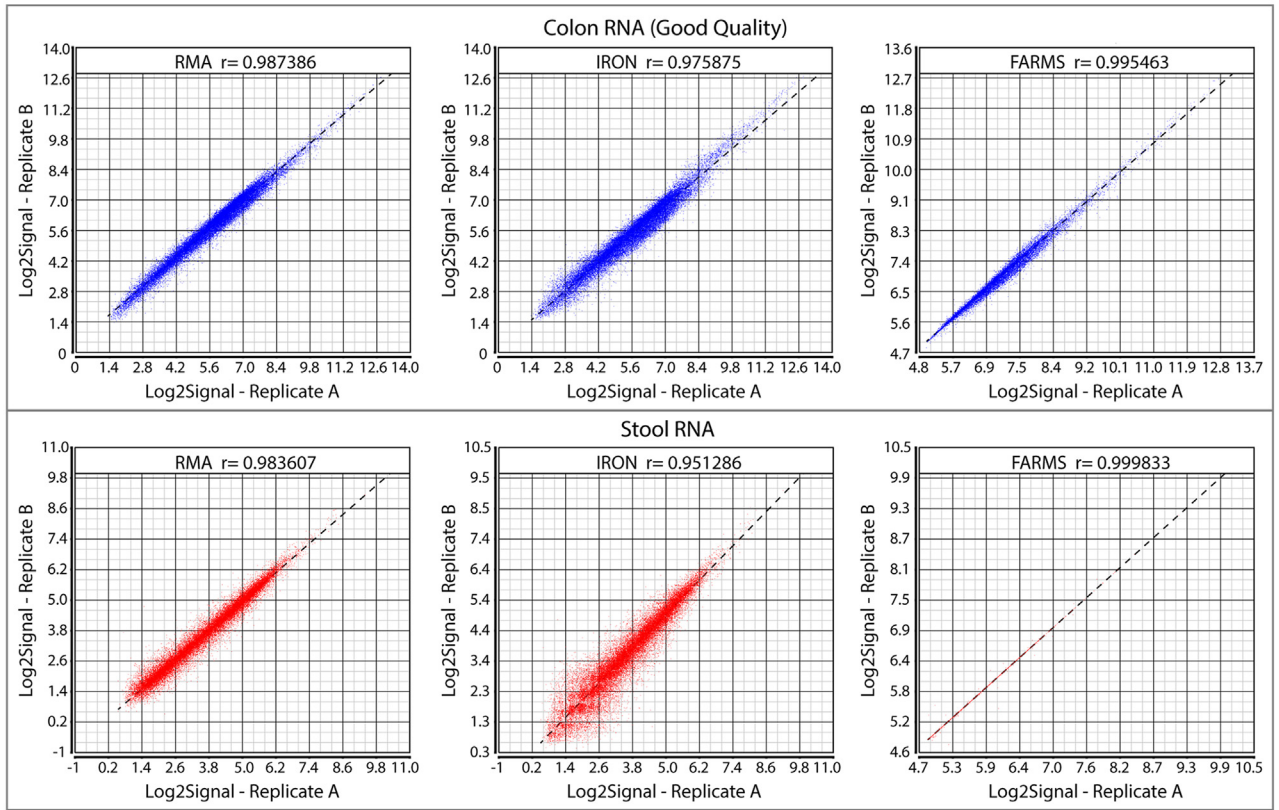 Colon RNA (Good Quality)
RMA r= 0.987386
14.0
12.6
11.2
9.8
8.4
7.0
5.6
4.2
2.8
1.4
0
Log2Signal - Replicate B
0 1.4 2.8 4.2 5.6 7.0 8.4 9.8 11.2 12.6 14.0
Log2Signal - Replicate A
IRON r= 0.975875
14.0
12.6
11.2
9.8
8.4
7.0
5.6
4.2
2.8
1.4
0
Log2Signal - Replicate B
0 1.4 2.8 4.2 5.6 7.0 8.4 9.8 11.2 12.6 14.0
Log2Signal - Replicate A
FARMS r= 0.995463
13.6
12.7
11.8
10.9
10.0
9.1
8.3
7.4
6.5
5.6
4.7
Log2Signal - Replicate B
4.8 5.7 6.9 7.5 8.4 9.2 10.1 11.0 11.9 12.8 13.7
Log2Signal - Replicate A
Stool RNA
RMA r= 0.983607
11.0
9.8
8.6
7.4
6.2
5.0
3.8
2.6
1.4
0.2
-1
Log2Signal - Replicate B
-1 0.2 1.4 2.6 3.8 5.0 6.2 7.4 8.6 9.8 11.0
Log2Signal - Replicate A
IRON r= 0.951286
10.5
9.5
8.5
7.4
6.4
5.4
4.4
3.4
2.3
1.3
0.3
Log2Signal - Replicate B
-1 0.2 1.4 2.6 3.8 5.0 6.2 7.4 8.6 9.8 11.0
Log2Signal - Replicate A
FARMS r= 0.999833
10.5
9.9
9.3
8.7
8.1
7.5
6.9
6.4
5.8
5.2
4.6
Log2Signal - Replicate B
4.7 5.3 5.9 6.4 7.0 7.6 8.2 8.7 9.3 9.9 10.5
Log2Signal - Replicate A